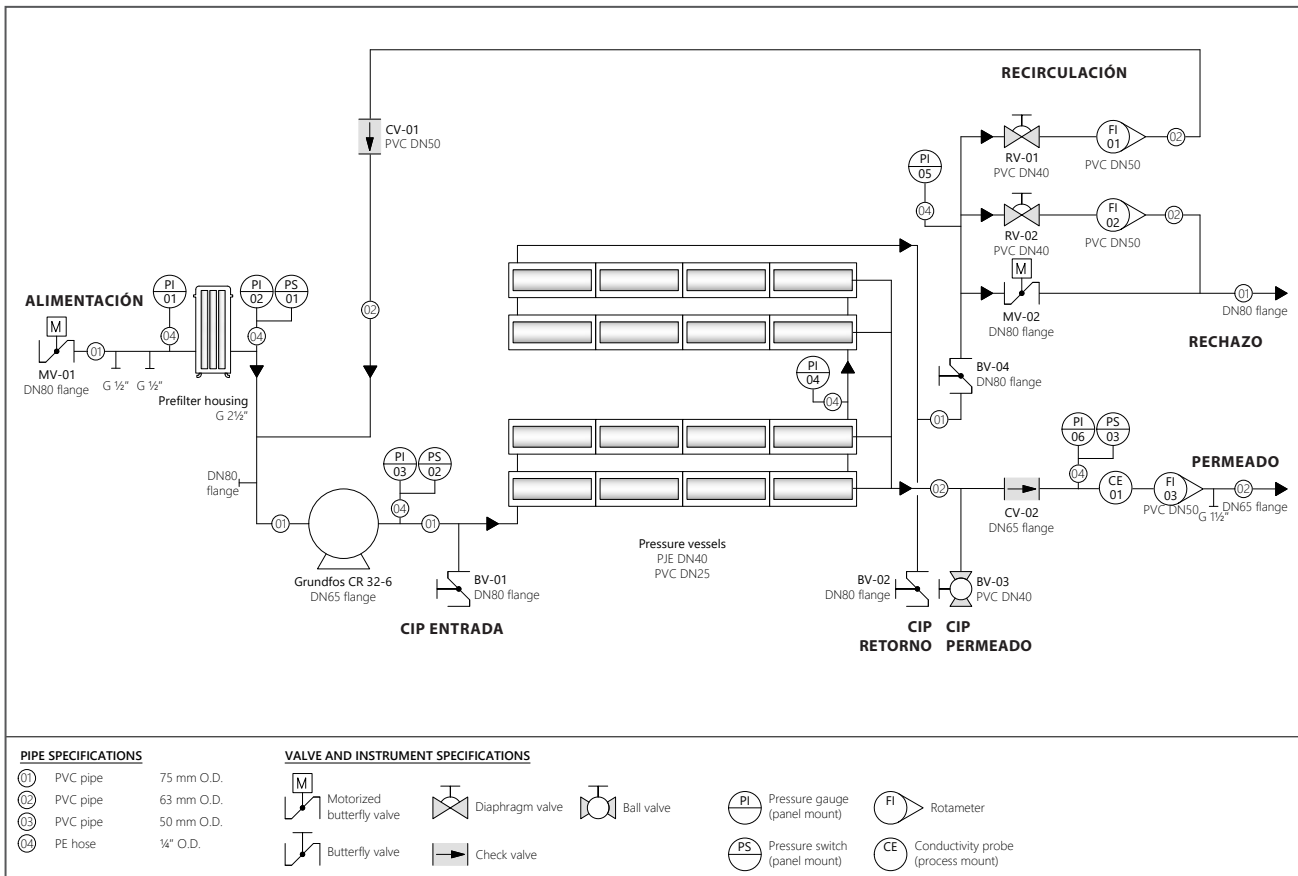 RECIRCULACIÓN
CV-01
PVC DN50
RV-01
PVC DN40
FI
01
PVC DN50
02
PI
05
04
RV-02
PVC DN40
FI
02
PVC DN50
02
M
MV-02
DN80 flange
01
DN80 flange
RECHAZO
ALIMENTACIÓN
M
MV-01
DN80 flange
01
G ½"
G ½"
PI
01
04
Prefilter housing
G 2½"
PI
02
PS
01
04
02
DN80
flange
01
Grundfos CR 32-6
DN65 flange
PI
03
PS
02
04
01
BV-01
DN80 flange
CIP ENTRADA
PI
04
04
Pressure vessels
PJE DN40
PVC DN25
BV-04
DN80 flange
01
02
CV-02
DN65 flange
PI
06
PS
03
04
CE
01
FI
03
PVC DN50
G 1½"
PERMEADO
02
DN65 flange
BV-02
DN80 flange
BV-03
PVC DN40
CIP
RETORNO
CIP
PERMEADO
PIPE SPECIFICATIONS
01 PVC pipe 75 mm O.D.
02 PVC pipe 63 mm O.D.
03 PVC pipe 50 mm O.D.
04 PE hose ¼" O.D.
VALVE AND INSTRUMENT SPECIFICATIONS
M
Motorized
butterfly valve
Butterfly valve
Diaphragm valve
Check valve
Ball valve
PI
Pressure gauge
(panel mount)
PS
Pressure switch
(panel mount)
FI
Rotameter
CE
Conductivity probe
(process mount)